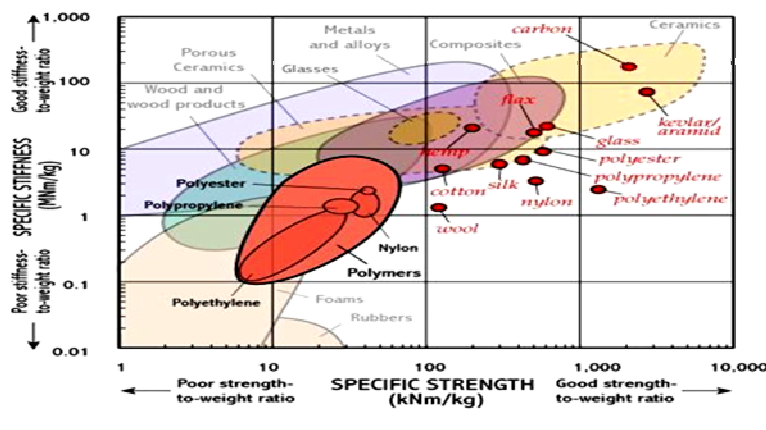 1,000
100
10
1
0.1
0.01
Good stiffness-
to-weight ratio
SPECIFIC STIFFNESS
(MNm/kg)
Poor stiffness-
to-weight ratio
Metals
and alloys
carbon
Ceramics
Porous
Ceramics
Composites
Glasses
Wood and
wood products
flax
kevlar/
aramid
glass
hemp
polyester
polypropylene
cotton
silk
nylon
polyethylene
wool
Polyester
Polypropylene
Nylon
Polymers
Polyethylene
Foams
Rubbers
1
10
100
1,000
10,000
Poor strength-
to-weight ratio
SPECIFIC STRENGTH
(kNm/kg)
Good strength-
to-weight ratio